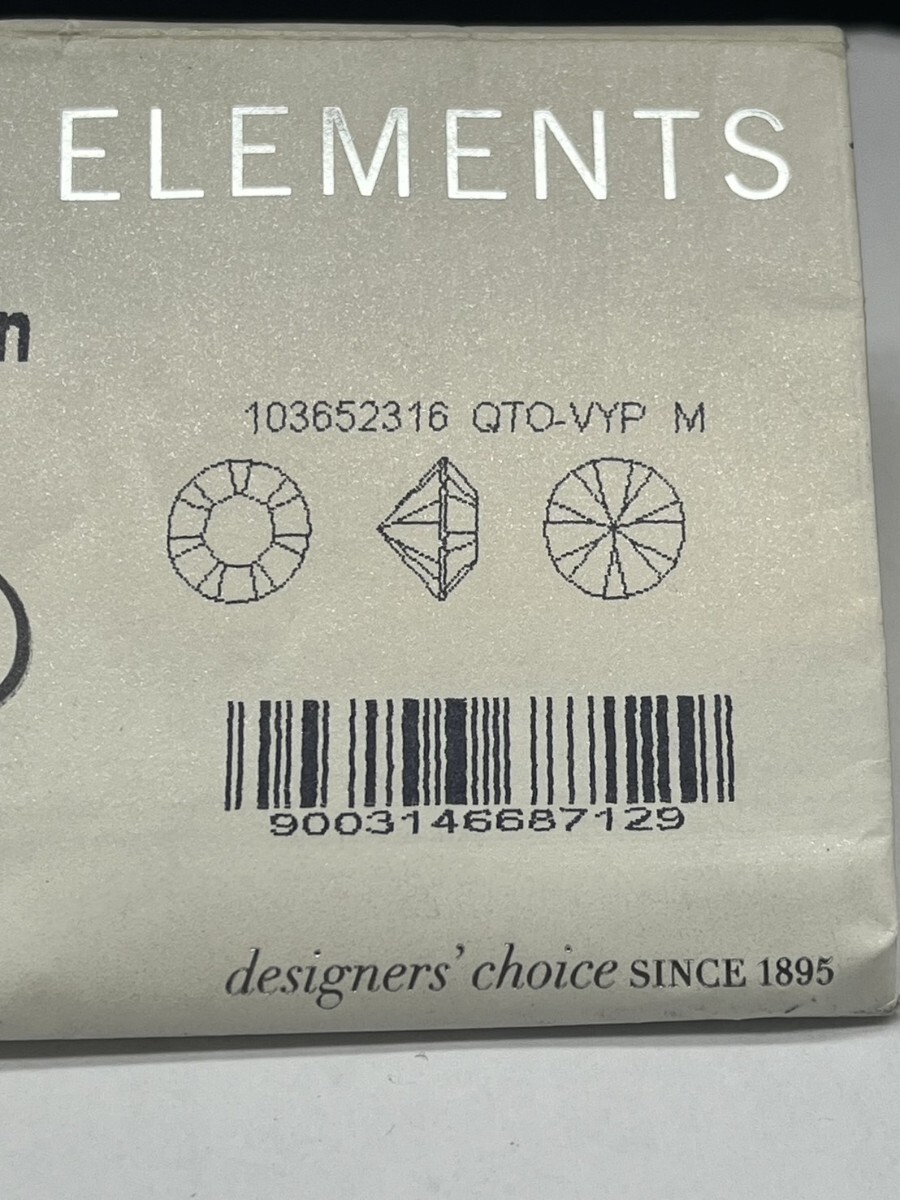 ELEMENTS
n
103652316 QTO-VYP M
9003146687129
designers' choice SINCE 1895